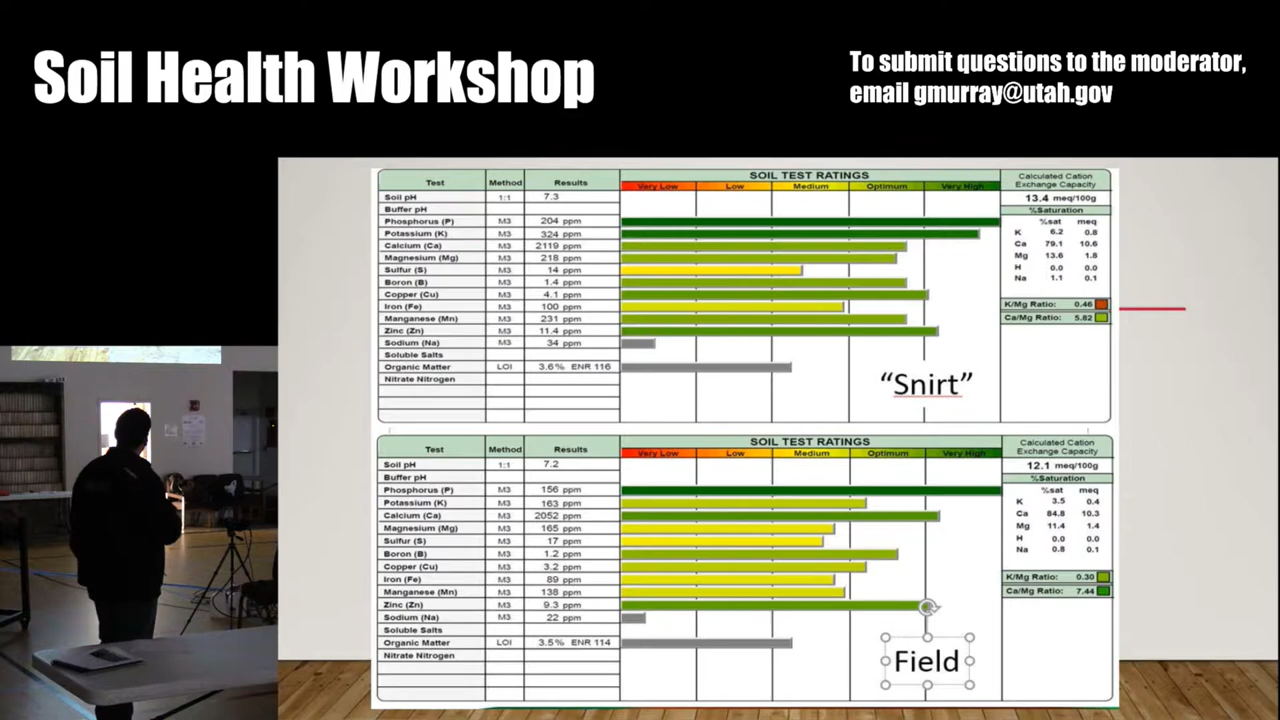 Soil Health Workshop
To submit questions to the moderator,
email gmurray@utah.gov
Test Method Results SOIL TEST RATINGS Calculated Cation
Very Low Low Medium Optimum Very High Exchange Capacity
Soil pH 1:1 7.3 13.4 meq/100g
Buffer pH %Saturation
Phosphorus (P) M3 204 ppm %sat meq
Potassium (K) M3 324 ppm K 6.2 0.8
Calcium (Ca) M3 2119 ppm Ca 79.1 10.6
Magnesium (Mg) M3 218 ppm Mg 13.6 1.8
Sulfur (S) M3 14 ppm H 0.0 0.0
Boron (B) M3 1.4 ppm Na 1.1 0.1
Copper (Cu) M3 4.1 ppm
Iron (Fe) M3 100 ppm K/Mg Ratio: 0.46
Manganese (Mn) M3 231 ppm Ca/Mg Ratio: 5.82
Zinc (Zn) M3 11.4 ppm
Sodium (Na) M3 34 ppm
Soluble Salts
Organic Matter LOI 3.6% ENR 116
Nitrate Nitrogen
“Snirt”
Test Method Results SOIL TEST RATINGS Calculated Cation
Very Low Low Medium Optimum Very High Exchange Capacity
Soil pH 1:1 7.2 12.1 meq/100g
Buffer pH %Saturation
Phosphorus (P) M3 156 ppm %sat meq
Potassium (K) M3 163 ppm K 3.5 0.4
Calcium (Ca) M3 2052 ppm Ca 84.8 10.3
Magnesium (Mg) M3 165 ppm Mg 11.4 1.4
Sulfur (S) M3 17 ppm H 0.0 0.0
Boron (B) M3 1.2 ppm Na 0.8 0.1
Copper (Cu) M3 3.2 ppm
Iron (Fe) M3 89 ppm K/Mg Ratio: 0.30
Manganese (Mn) M3 138 ppm Ca/Mg Ratio: 7.44
Zinc (Zn) M3 9.3 ppm
Sodium (Na) M3 22 ppm
Soluble Salts
Organic Matter LOI 3.5% ENR 114
Nitrate Nitrogen
Field